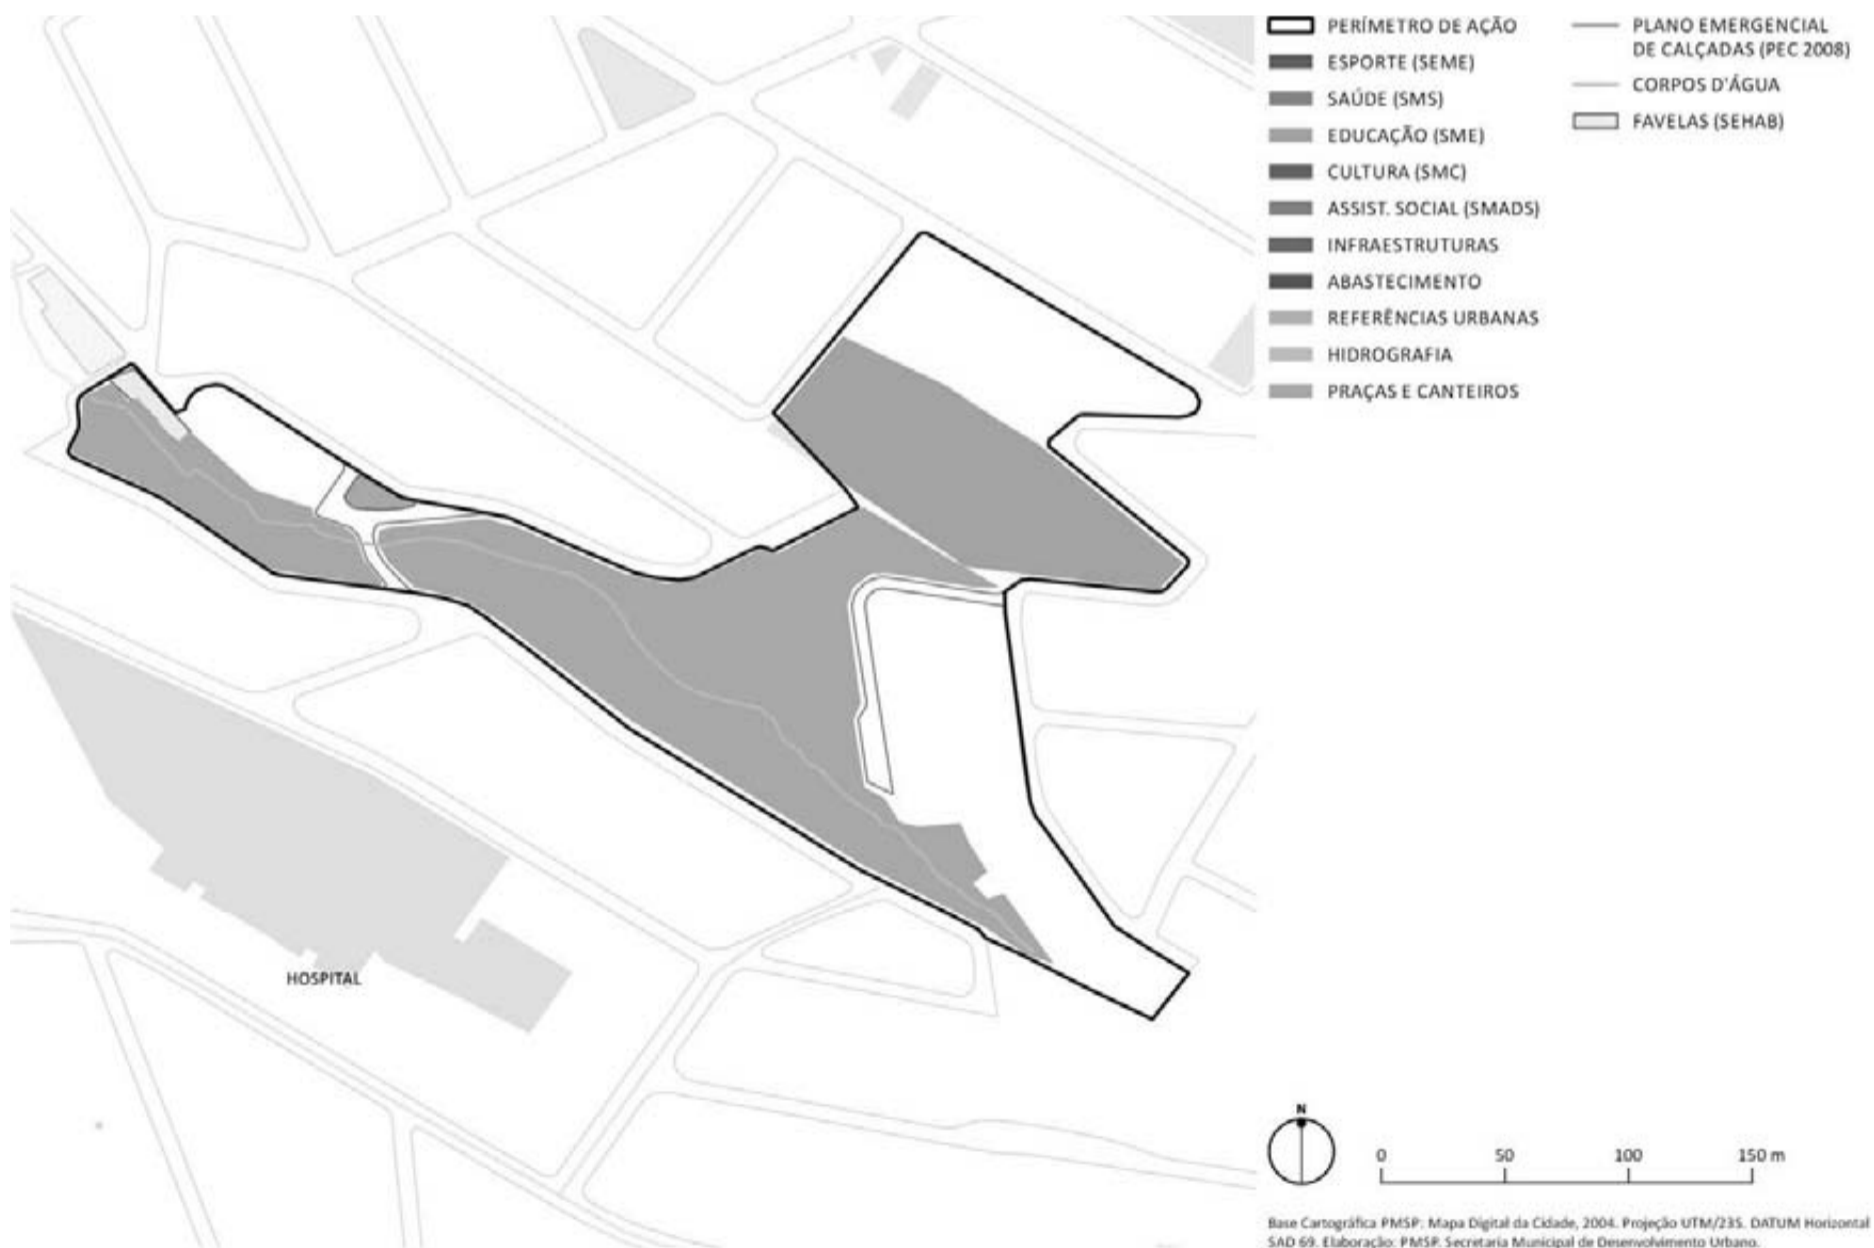 PERÍMETRO DE AÇÃO
ESPORTE (SEME)
SAÚDE (SMS)
EDUCAÇÃO (SME)
CULTURA (SMC)
ASSIST. SOCIAL (SMADS)
INFRAESTRUTURAS
ABASTECIMENTO
REFERÊNCIAS URBANAS
HIDROGRAFIA
PRAÇAS E CANTEIROS
PLANO EMERGENCIAL
DE CALÇADAS (PEC 2008)
CORPOS D'ÁGUA
FAVELAS (SEHAB)
HOSPITAL
N
0 50 100 150 m
Base Cartográfica PMSP: Mapa Digital da Cidade, 2004. Projeção UTM/23S. DATUM Horizontal
SAD 69. Elaboração: PMSP. Secretaria Municipal de Desenvolvimento Urbano.